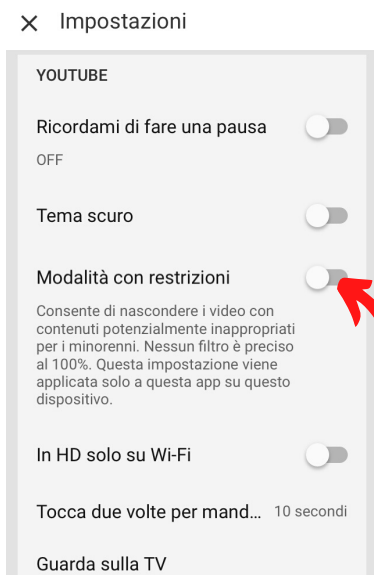 Impostazioni
YOUTUBE
Ricordami di fare una pausa
OFF
Tema scuro
Modalità con restrizioni
Consente di nascondere i video con
contenuti potenzialmente inappropriati
per i minorenni. Nessun filtro è preciso
al 100%. Questa impostazione viene
applicata solo a questa app su questo
dispositivo.
In HD solo su Wi-Fi
Tocca due volte per mand... 10 secondi
Guarda sulla TV